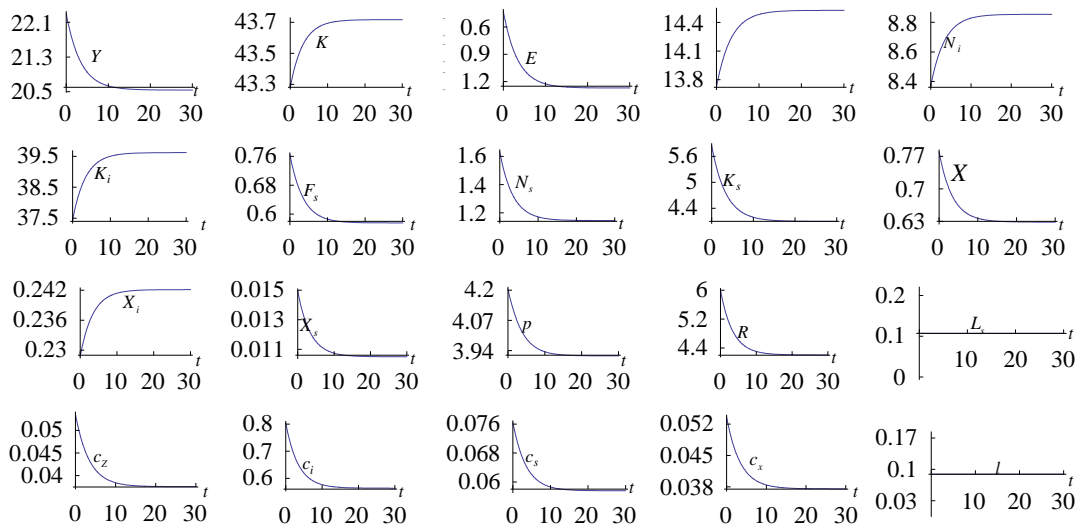 22.1
21.3
20.5
Y
t
0 10 20 30
43.7
43.5
43.3
K
t
0 10 20 30
0.6
0.9
1.2
E
t
0 10 20 30
14.4
14.1
13.8
t
0 10 20 30
8.8
8.6
8.4
N_i
t
0 10 20 30
39.5
38.5
37.5
K_i
t
0 10 20 30
0.76
0.68
0.6
F_s
t
0 10 20 30
1.6
1.4
1.2
N_s
t
0 10 20 30
5.6
5
4.4
K_s
t
0 10 20 30
0.77
0.7
0.63
X
t
0 10 20 30
0.242
0.236
0.23
X_i
t
0 10 20 30
0.015
0.013
0.011
X_s
t
0 10 20 30
4.2
4.07
3.94
p
t
0 10 20 30
6
5.2
4.4
R
t
0 10 20 30
0.2
0.1
0
L_s
t
10 20 30
0.05
0.045
0.04
c_Z
t
0 10 20 30
0.8
0.7
0.6
c_i
t
0 10 20 30
0.076
0.068
0.06
c_s
t
0 10 20 30
0.052
0.045
0.038
c_x
t
0 10 20 30
0.17
0.1
0.03
l
t
0 10 20 30